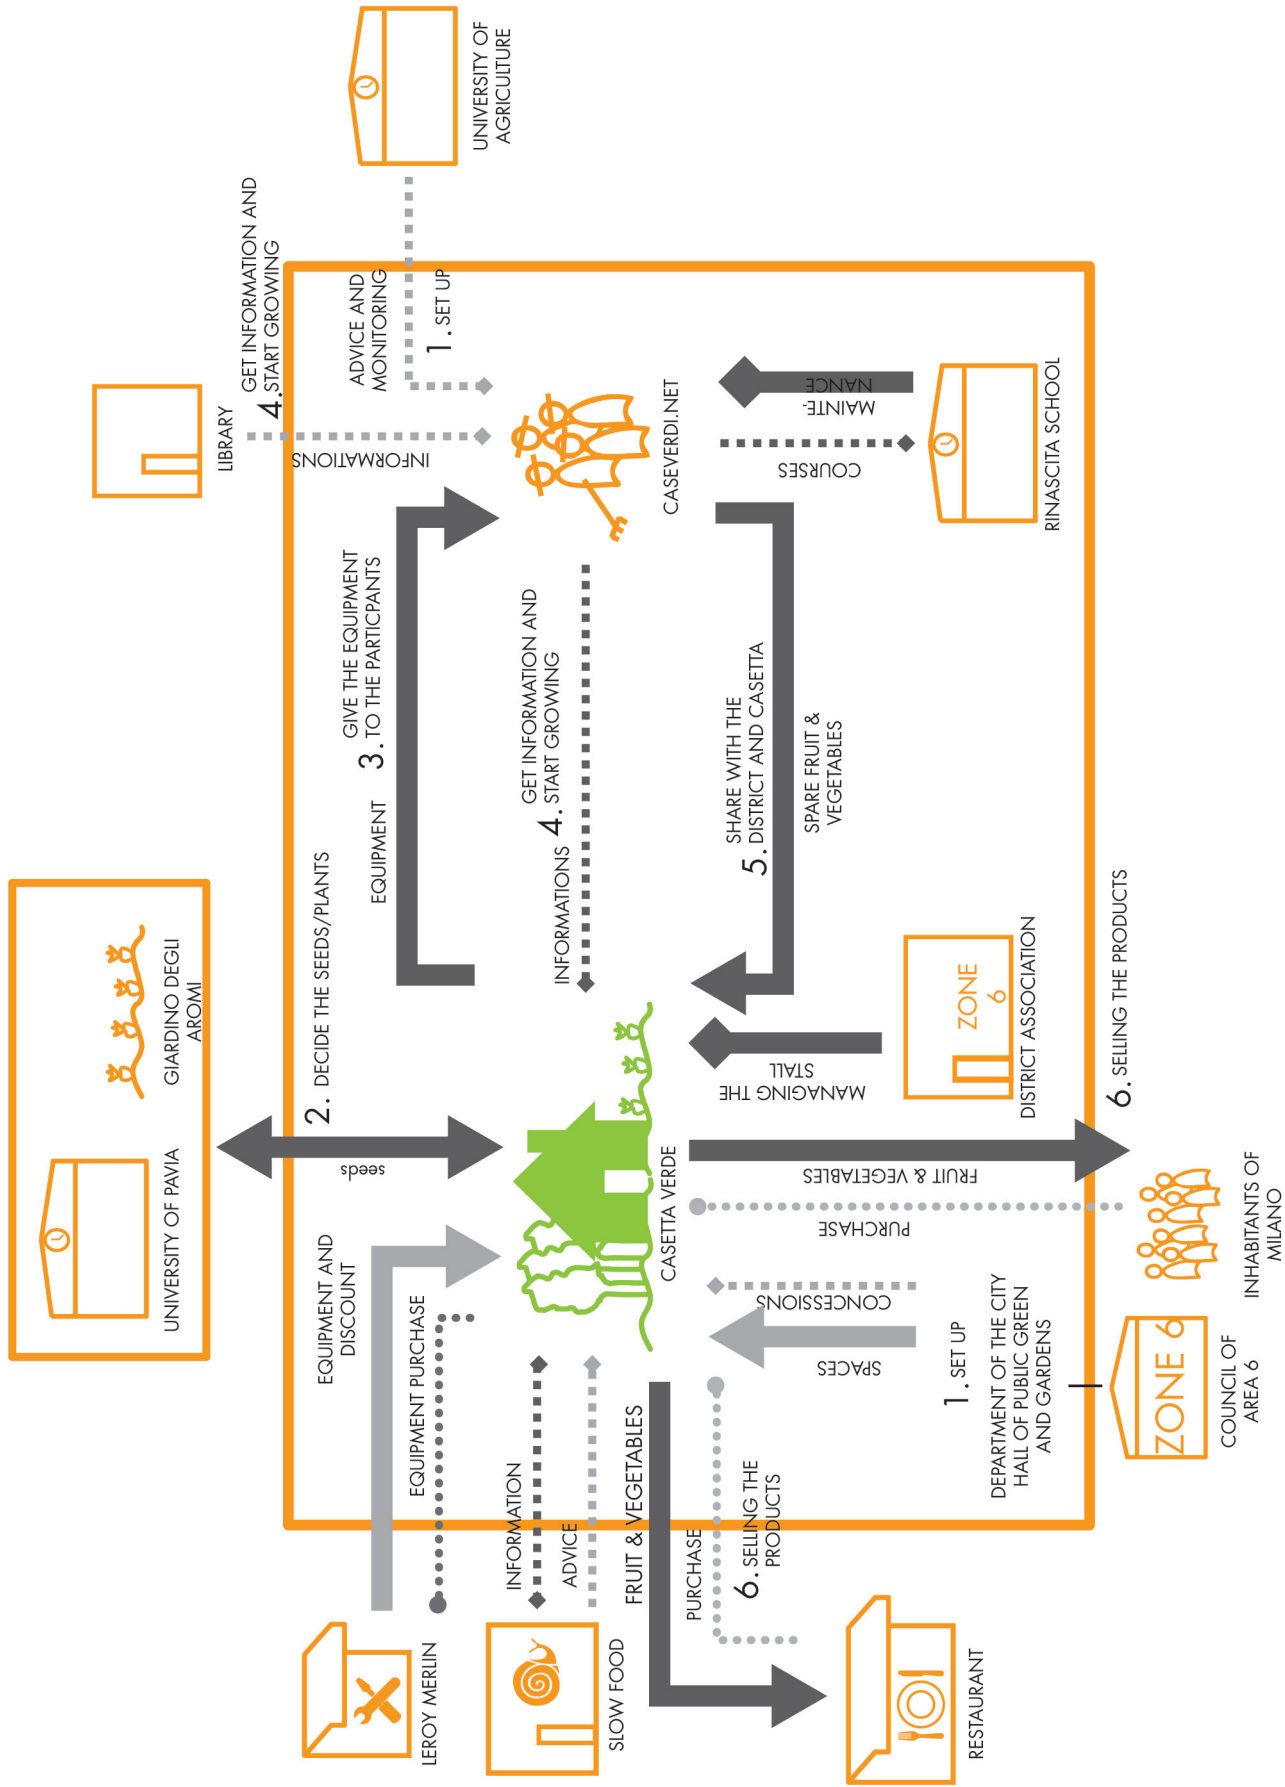 LEROY MERLIN
SLOW FOOD
RESTAURANT
EQUIPMENT AND
DISCOUNT
EQUIPMENT PURCHASE
INFORMATION
ADVICE
FRUIT & VEGETABLES
PURCHASE
6. SELLING THE
PRODUCTS
UNIVERSITY OF PAVIA
GIARDINO DEGLI
AROMI
2. DECIDE THE SEEDS/PLANTS
seeds
CASETTA VERDE
SPACES
CONCESSIONS
1. SET UP
DEPARTMENT OF THE CITY
HALL OF PUBLIC GREEN
AND GARDENS
ZONE 6
COUNCIL OF
AREA 6
PURCHASE
FRUIT & VEGETABLES
INHABITANTS OF
MILANO
6. SELLING THE PRODUCTS
MANAGING THE
STALL
ZONE
6
DISTRICT ASSOCIATION
EQUIPMENT
GIVE THE EQUIPMENT
3. TO THE PARTICPANTS
INFORMATIONS
GET INFORMATION AND
4. START GROWING
SHARE WITH THE
5. DISTRICT AND CASETTA
SPARE FRUIT &
VEGETABLES
LIBRARY
GET INFORMATION AND
4. START GROWING
INFORMATIONS
ADVICE AND
MONITORING
1. SET UP
UNIVERSITY OF
AGRICULTURE
CASEVERDI.NET
COURSES
MAINTE-
NANCE
RINASCITA SCHOOL